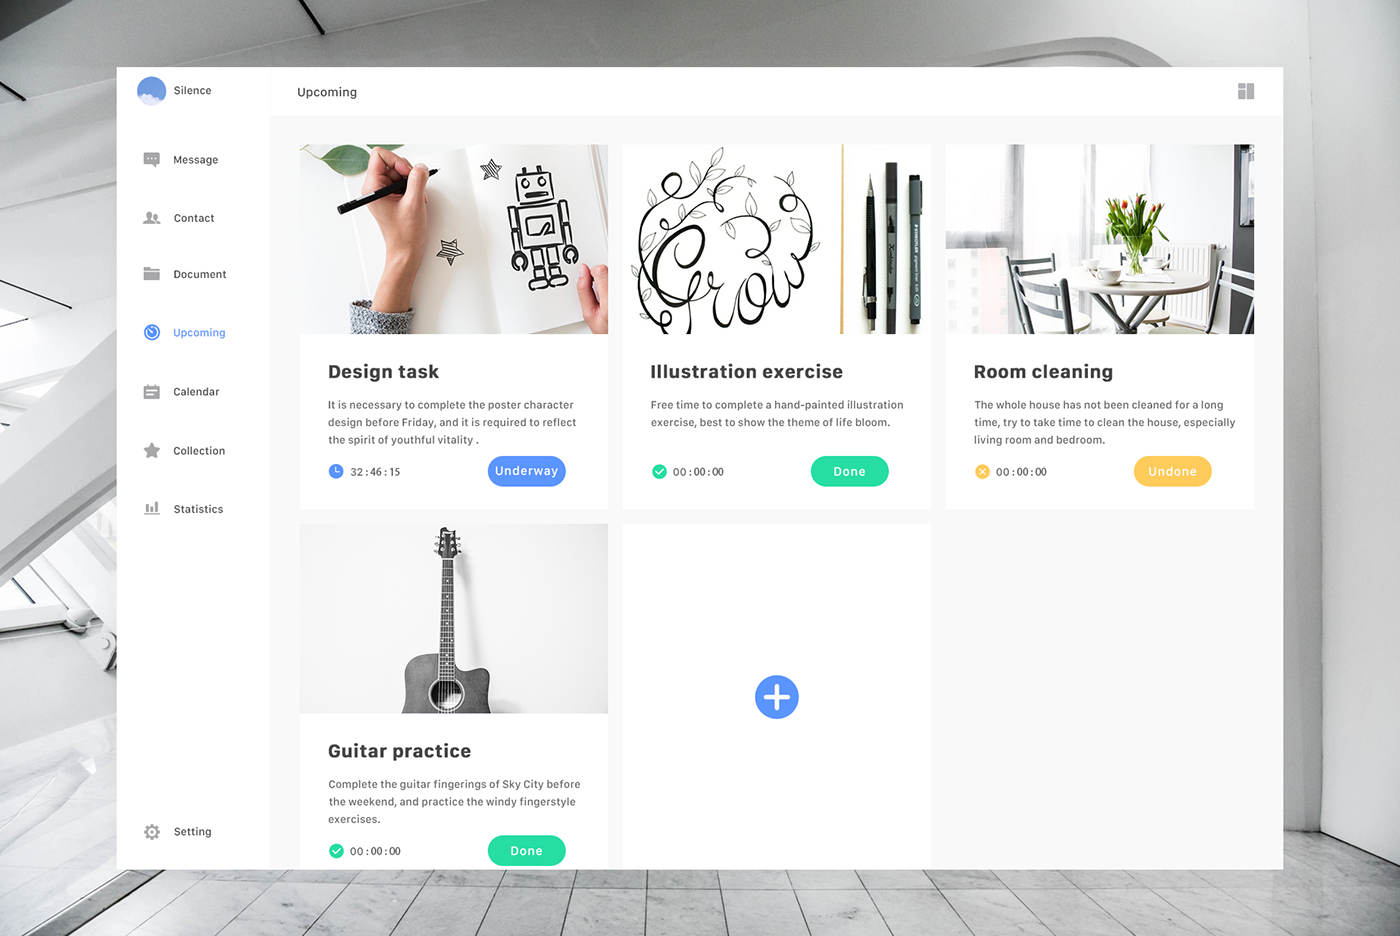 Silence
Upcoming
Message
Contact
Document
Upcoming
Calendar
Collection
Statistics
Setting
Grow
Design task
It is necessary to complete the poster character
design before Friday, and it is required to reflect
the spirit of youthful vitality .
32 : 46 : 15
Underway
Illustration exercise
Free time to complete a hand-painted illustration
exercise, best to show the theme of life bloom.
00 : 00 : 00
Done
Room cleaning
The whole house has not been cleaned for a long
time, try to take time to clean the house, especially
living room and bedroom.
00 : 00 : 00
Undone
Guitar practice
Complete the guitar fingerings of Sky City before
the weekend, and practice the windy fingerstyle
exercises.
00 : 00 : 00
Done